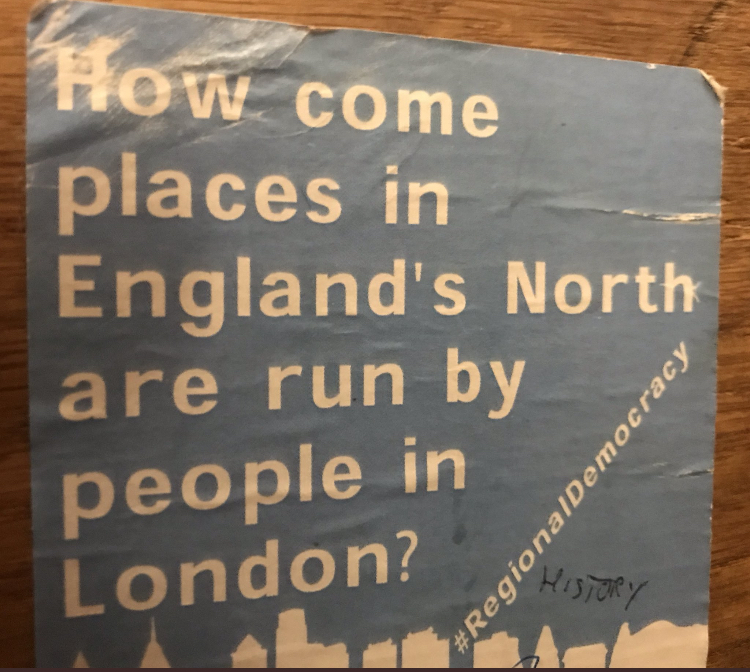 How come
places in
England's North
are run by
people in
London?
#RegionalDemocracy
HISTORY